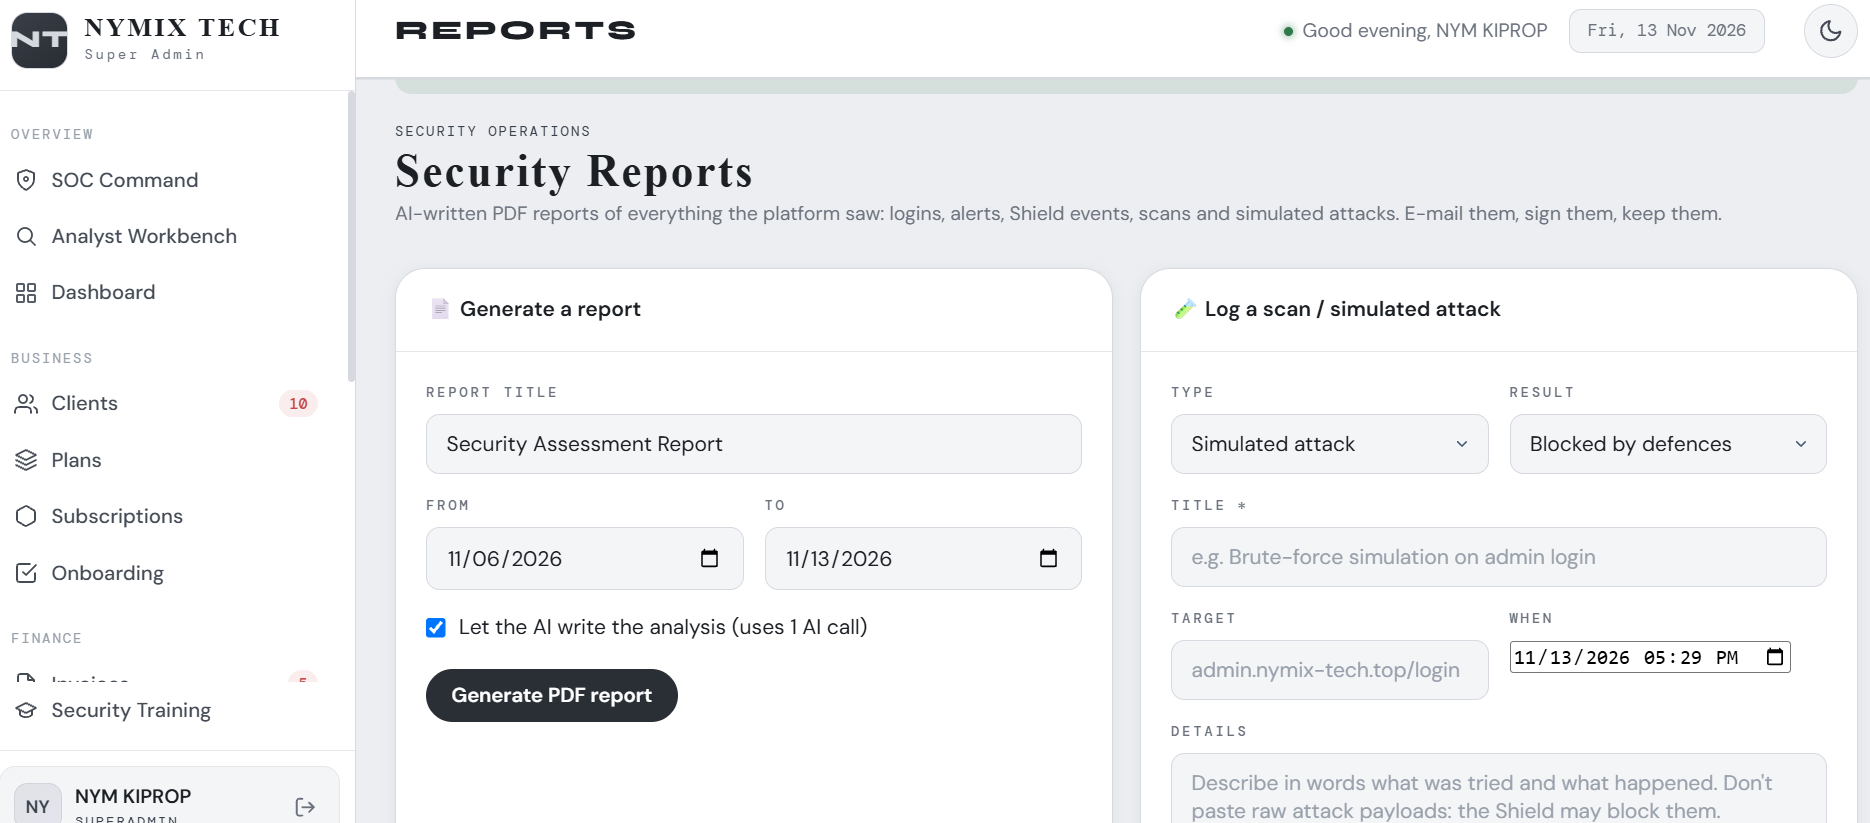 NT
NYMIX TECH
Super Admin
OVERVIEW
SOC Command
Analyst Workbench
Dashboard
BUSINESS
Clients 10
Plans
Subscriptions
Onboarding
FINANCE
Invoices 5
Security Training
NY
NYM KIPROP
SUPERADMIN
REPORTS
Good evening, NYM KIPROP
Fri, 13 Nov 2026
SECURITY OPERATIONS
Security Reports
AI-written PDF reports of everything the platform saw: logins, alerts, Shield events, scans and simulated attacks. E-mail them, sign them, keep them.
Generate a report
REPORT TITLE
Security Assessment Report
FROM TO
11/06/2026 11/13/2026
Let the AI write the analysis (uses 1 AI call)
Generate PDF report
Log a scan / simulated attack
TYPE RESULT
Simulated attack Blocked by defences
TITLE *
e.g. Brute-force simulation on admin login
TARGET WHEN
admin.nymix-tech.top/login 11/13/2026 05:29 PM
DETAILS
Describe in words what was tried and what happened. Don't
paste raw attack payloads: the Shield may block them.